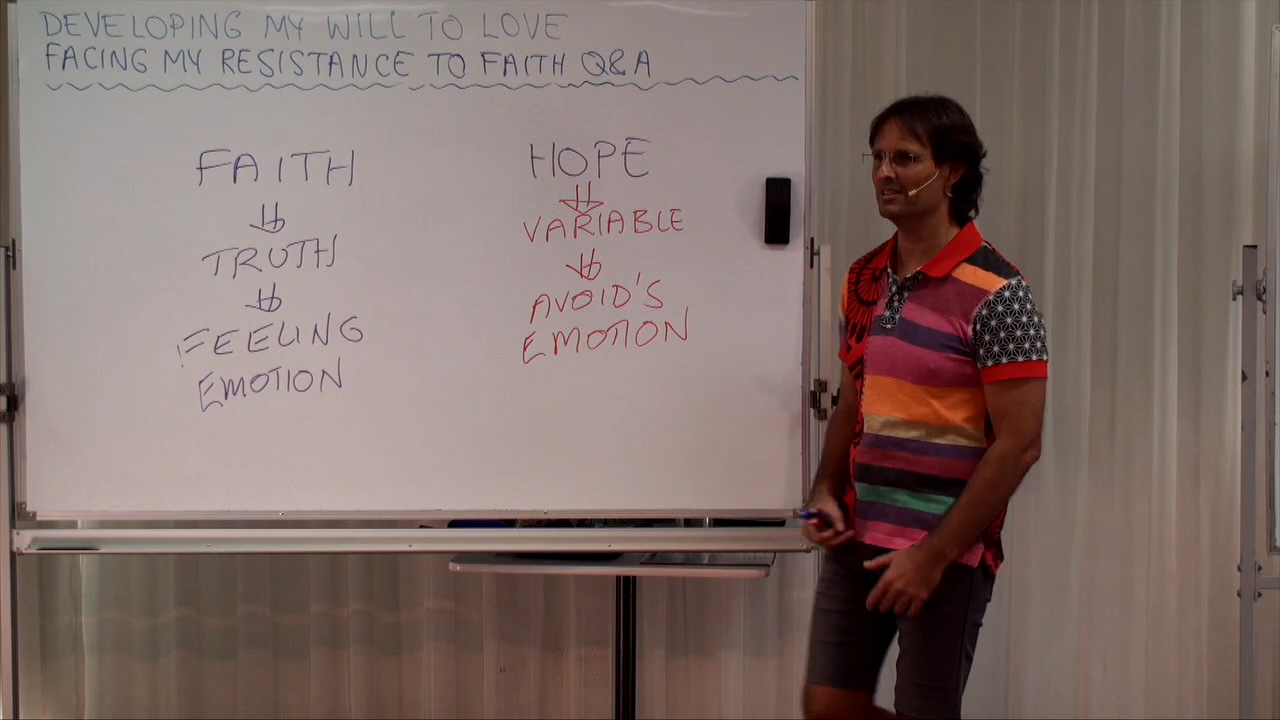 DEVELOPING MY WILL TO LOVE
FACING MY RESISTANCE TO FAITH Q&A
FAITH
TRUTH
FEELING
EMOTION
HOPE
VARIABLE
AVOID'S
EMOTION